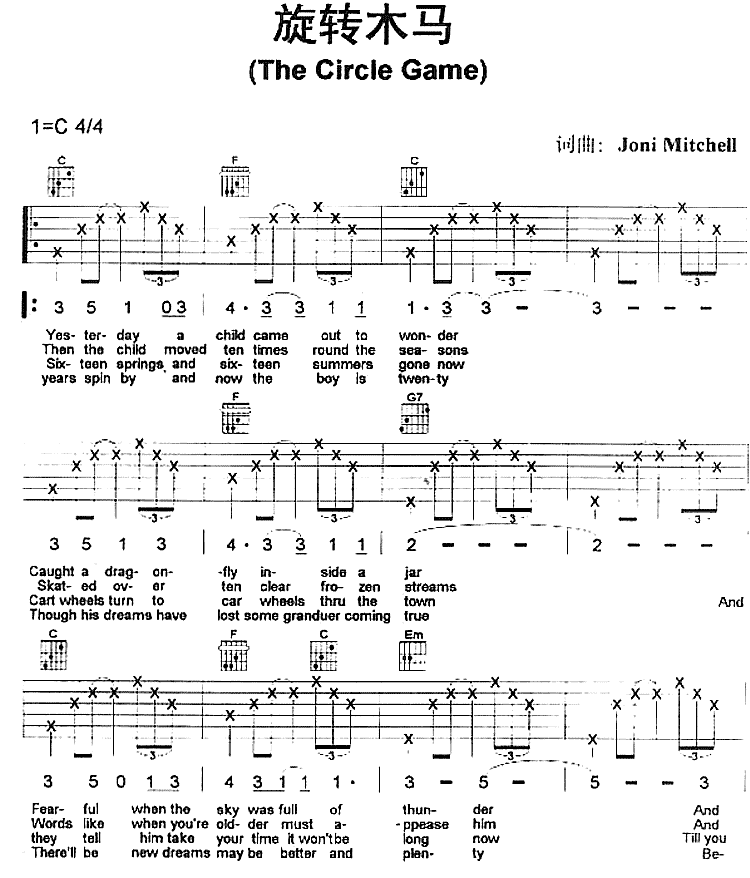 旋转木马
(The Circle Game)
1=C 4/4
词曲: Joni Mitchell
C F C
3 5 1 03 | 4· 3 3 1 1 | 1· 3 3 – | 3 – – –
Yes- ter- day a child came out to won- der
Then the child moved ten times round the sea- sons
Six- teen springs and six- teen summers gone now
years spin by and now the boy is twen-ty
F G7
3 5 1 3 | 4· 3 3 1 1 | 2 – – – | 2 – – –
Caught a drag- on- -fly in- side a jar
Skat- ed ov- er ten clear fro- zen streams
Cart wheels turn to car wheels thru the town And
Though his dreams have lost some granduer coming true
C F C Em
3 5 0 13 | 4 3 1 1 1· | 3 – 5 – | 5 – – 3
Fear- ful when the sky was full of thun- der And
Words like when you're old- der must a- -ppease him And
they tell him take your time it won't be long now Till you
There'll be new dreams may be better and plen- ty Be-